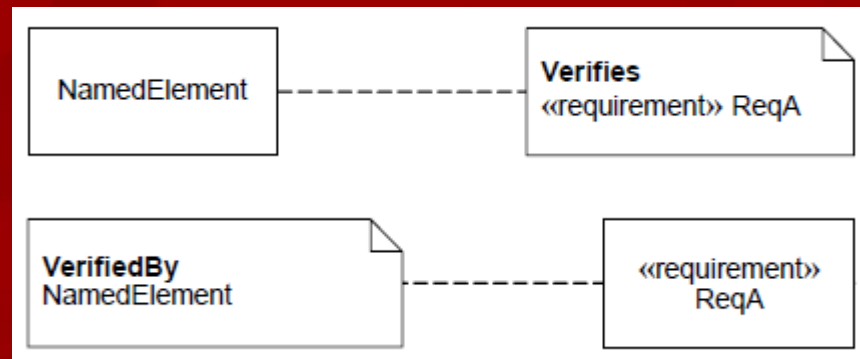 NamedElement
Verifies
«requirement» ReqA
VerifiedBy
NamedElement
«requirement»
ReqA